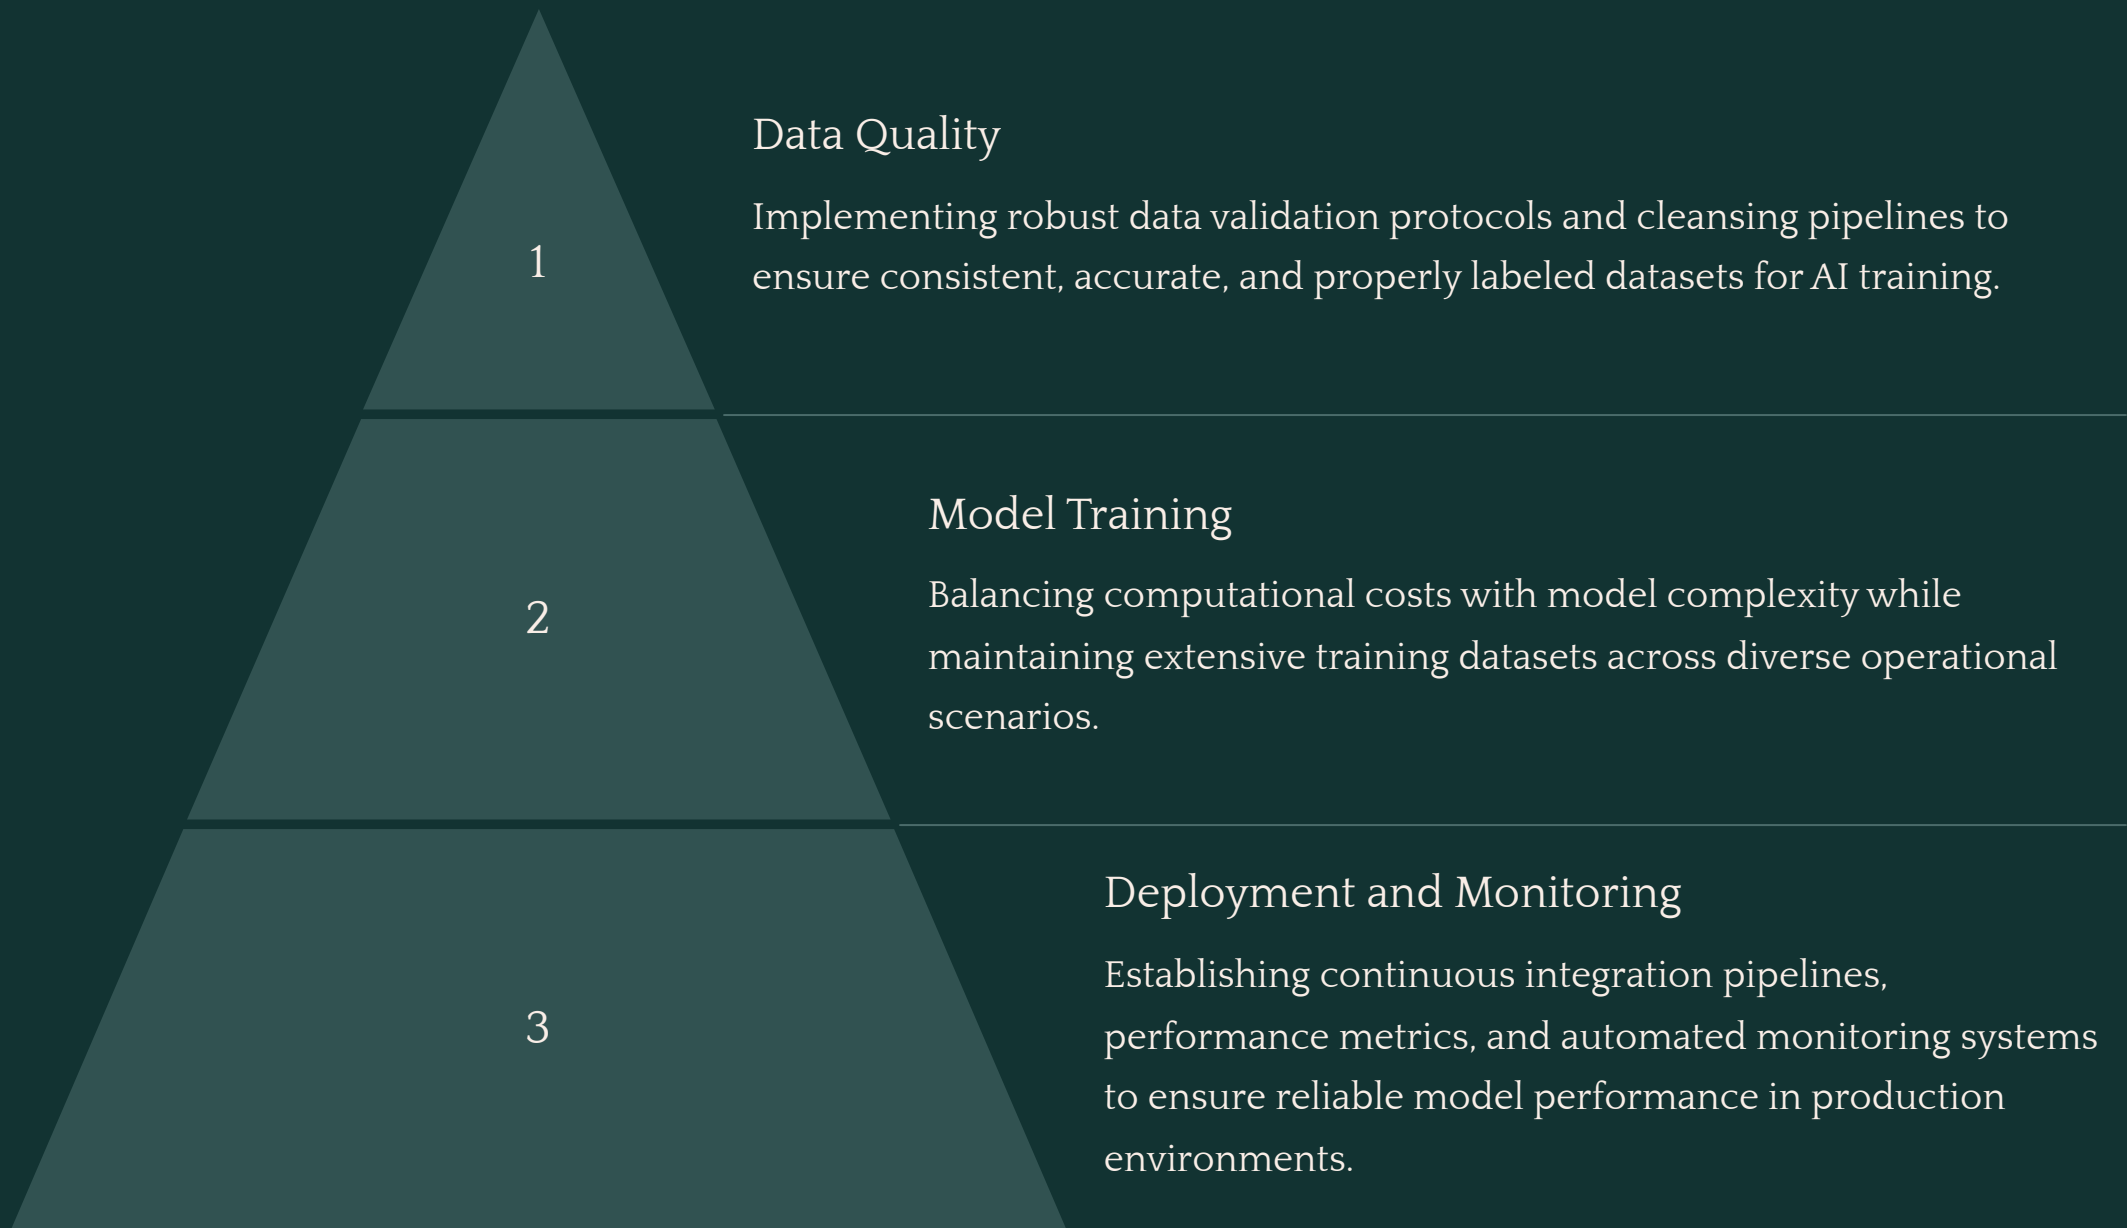 1
Data Quality
Implementing robust data validation protocols and cleansing pipelines to
ensure consistent, accurate, and properly labeled datasets for AI training.
2
Model Training
Balancing computational costs with model complexity while
maintaining extensive training datasets across diverse operational
scenarios.
3
Deployment and Monitoring
Establishing continuous integration pipelines,
performance metrics, and automated monitoring systems
to ensure reliable model performance in production
environments.